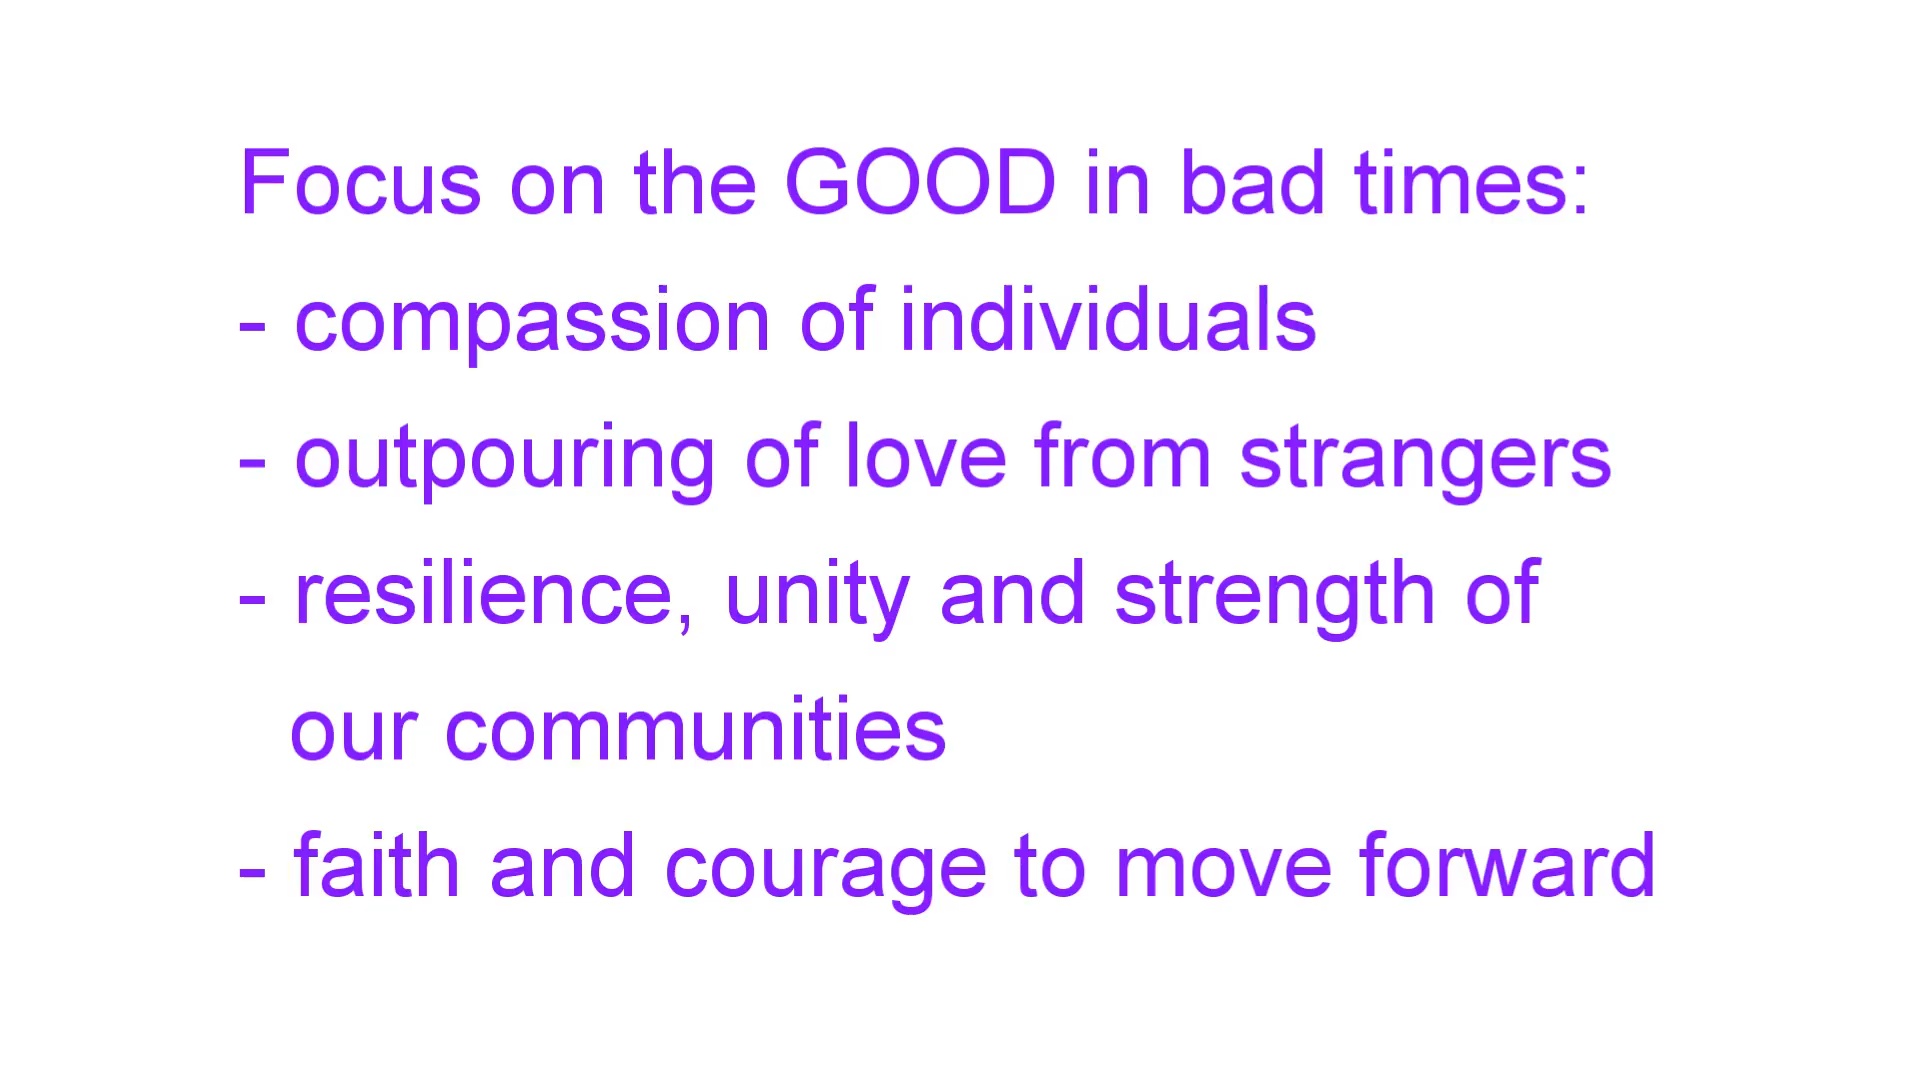 Focus on the GOOD in bad times:
- compassion of individuals
- outpouring of love from strangers
- resilience, unity and strength of
our communities
- faith and courage to move forward